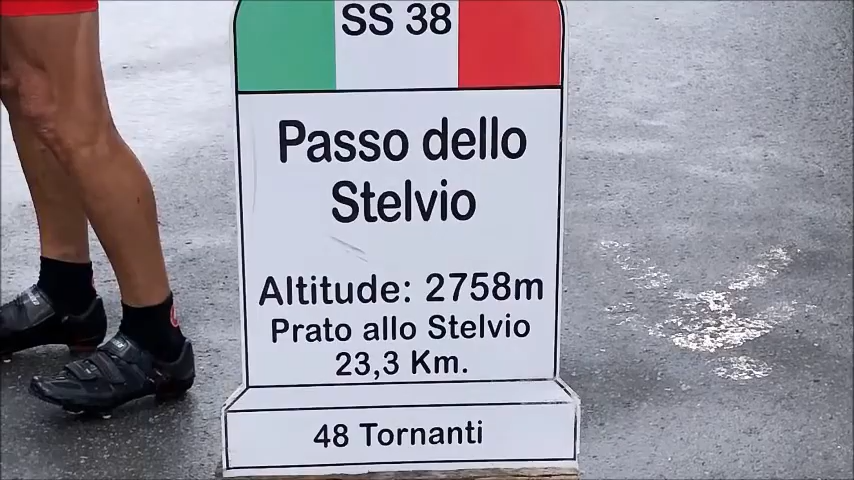 SS 38
Passo dello
Stelvio
Altitude: 2758m
Prato allo Stelvio
23,3 Km.
48 Tornanti